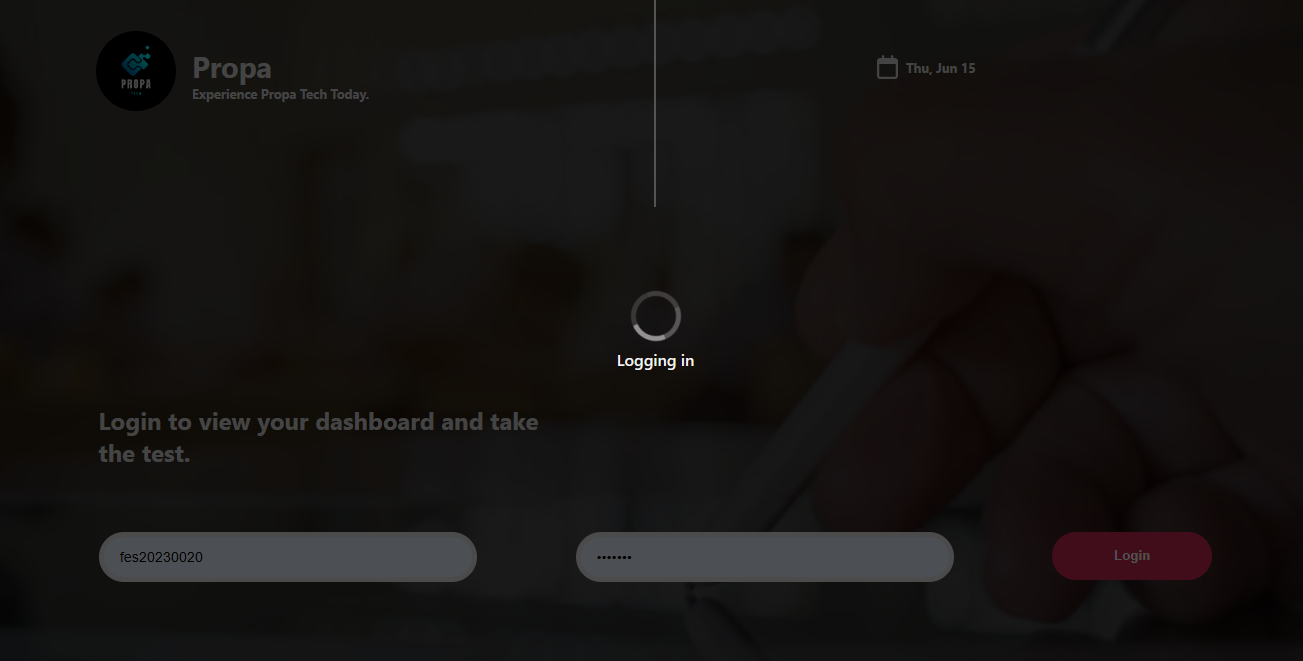 PROPA
TECH
Propa
Experience Propa Tech Today.
Thu, Jun 15
Logging in
Login to view your dashboard and take
the test.
fes20230020
•••••••
Login